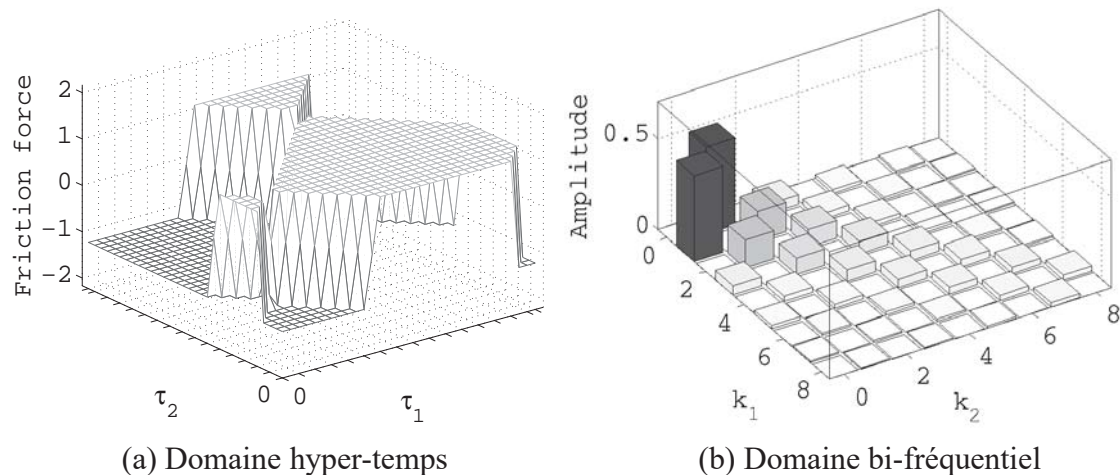 Friction force
2
1
0
−1
−2
0
0
τ2
τ1
(a) Domaine hyper-temps
Amplitude
0.5
0
0
2
4
6
8
0
2
4
6
8
k1
k2
(b) Domaine bi-fréquentiel